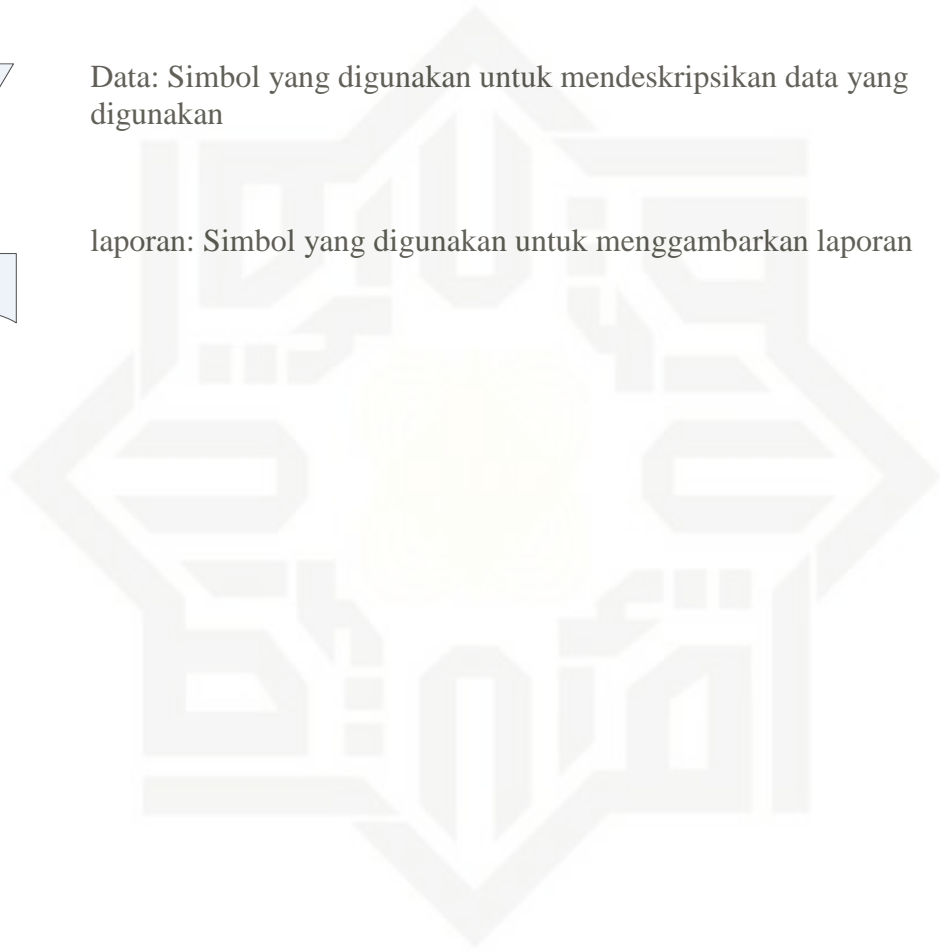 Data: Simbol yang digunakan untuk mendeskripsikan data yang
digunakan
laporan: Simbol yang digunakan untuk menggambarkan laporan